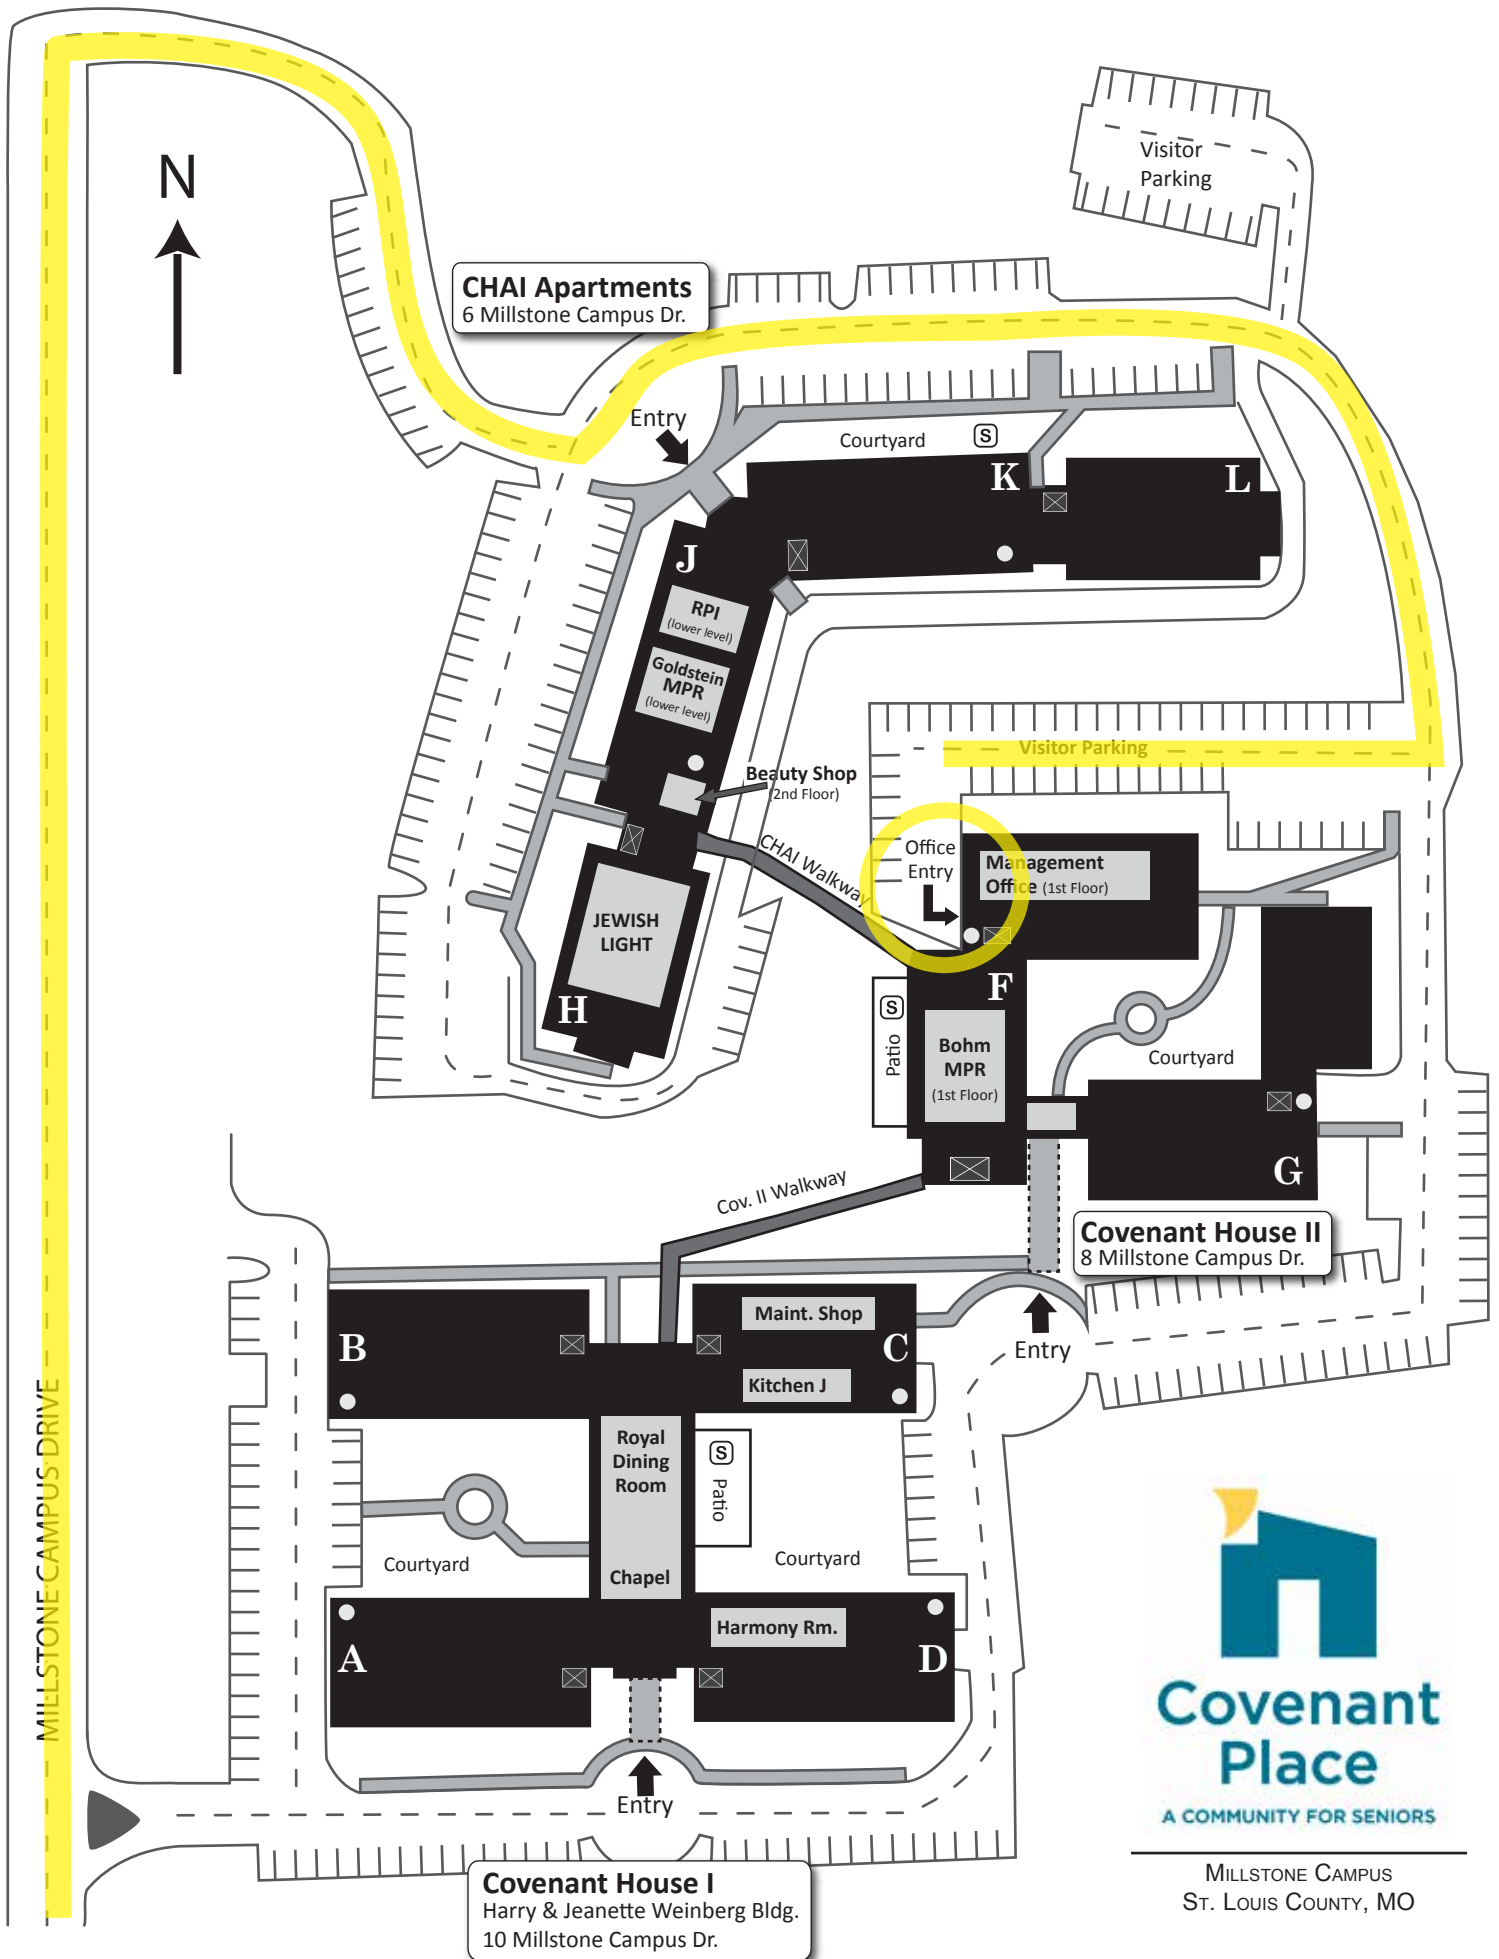 N
Visitor
Parking
CHAI Apartments
6 Millstone Campus Dr.
Entry
Courtyard
S
K
L
J
RPI
(lower level)
Goldstein
MPR
(lower level)
Visitor Parking
Beauty Shop
(2nd Floor)
CHAI Walkway
Office
Entry
Management
Office (1st Floor)
JEWISH
LIGHT
H
F
S
Patio
Bohm
MPR
(1st Floor)
Courtyard
G
Cov. II Walkway
Covenant House II
8 Millstone Campus Dr.
Entry
B
Maint. Shop
C
Kitchen J
MILLSTONE CAMPUS DRIVE
Royal
Dining
Room
S
Patio
Courtyard
Courtyard
Chapel
Harmony Rm.
A
D
Entry
Covenant House I
Harry & Jeanette Weinberg Bldg.
10 Millstone Campus Dr.
Covenant
Place
A COMMUNITY FOR SENIORS
Millstone Campus
St. Louis County, MO